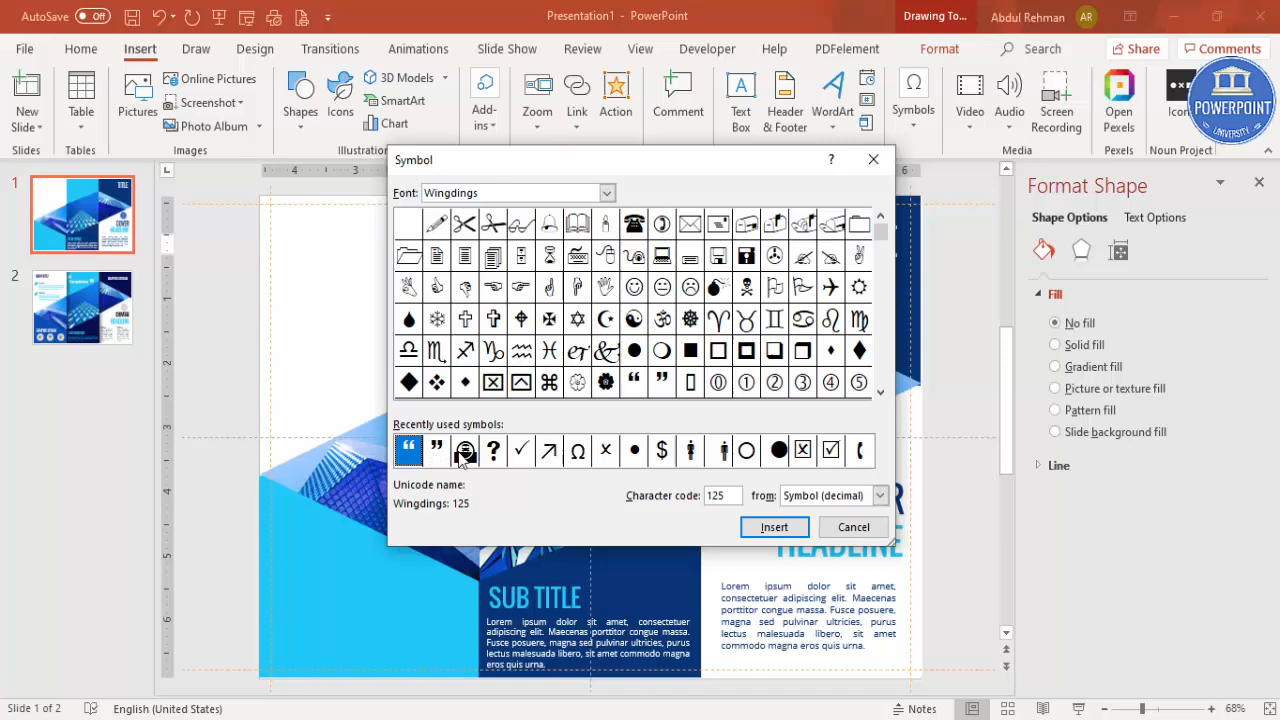 AutoSave Off Presentation1 - PowerPoint Drawing To... Abdul Rehman AR
File Home Insert Draw Design Transitions Animations Slide Show Review View Developer Help PDFelement Format Search Share Comments
New Slide
Slides
Table
Tables
Pictures
Online Pictures
Screenshot
Photo Album
Images
Shapes
Icons
3D Models
SmartArt
Chart
Add-ins
Zoom
Link
Action
Comment
Text Box
Header & Footer
WordArt
Symbols
Video
Audio
Screen Recording
Media
Open Pexels
Pexels
Noun Project
POWERPOINT
UNIVERSITY
Symbol
Font: Wingdings
Recently used symbols:
Unicode name:
Wingdings: 125
Character code: 125 from: Symbol (decimal)
Insert Cancel
1
2
HEADLINE
SUB TITLE
Lorem ipsum dolor sit amet,
consectetuer adipiscing elit. Maecenas
porttitor congue massa. Fusce posuere,
magna sed pulvinar ultricies, purus
lectus malesuada libero, sit
commodo magna
eros quis urna.
Lorem ipsum dolor sit amet,
consectetuer adipiscing elit. Maecenas
porttitor congue massa. Fusce posuere,
magna sed pulvinar ultricies, purus
lectus malesuada libero, sit amet
commodo magna eros quis urna.
Format Shape
Shape Options Text Options
Fill
No fill
Solid fill
Gradient fill
Picture or texture fill
Pattern fill
Slide background fill
Line
Slide 1 of 2 English (United States) Notes 68%